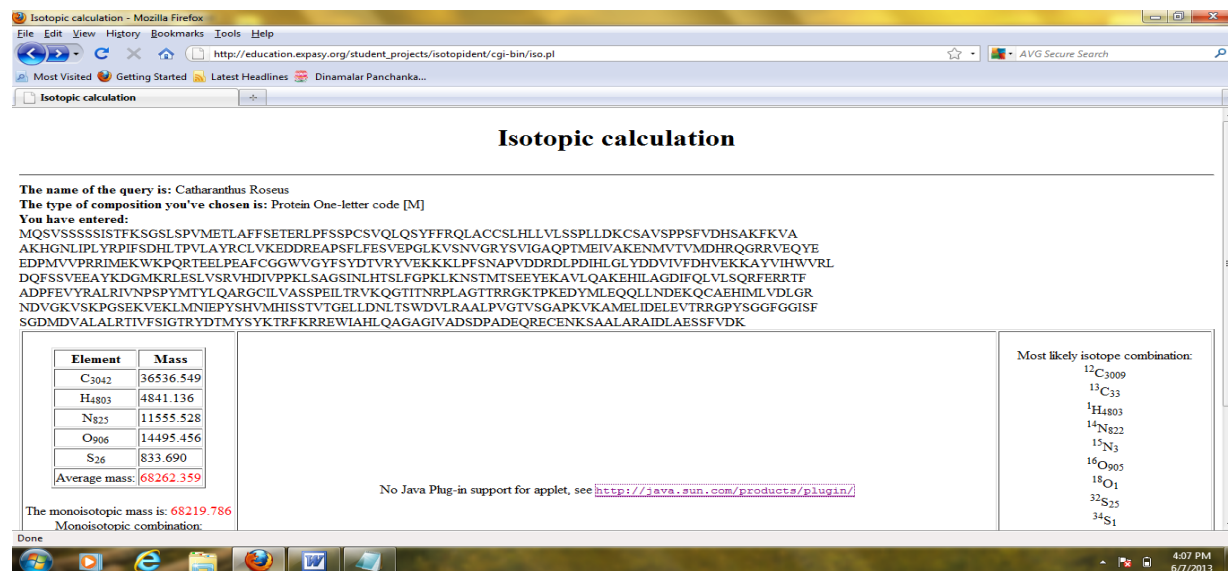 Isotopic calculation - Mozilla Firefox
File Edit View History Bookmarks Tools Help
http://education.expasy.org/student_projects/isotopident/cgi-bin/iso.pl
AVG Secure Search
Most Visited Getting Started Latest Headlines Dinamalar Panchanka...
Isotopic calculation
Isotopic calculation
The name of the query is: Catharanthus Roseus
The type of composition you've chosen is: Protein One-letter code [M]
You have entered:
MQSVSSSSSISTFKSGSLSPVMETLAFFSETERLPFSSPCSVQLQSYFFRQLACCSLHLLVLSSPLLDKCSAVSPPSFVDHSAKFKVA
AKHGNLIPLYRPIFSDHLTPVLAYRCLVKEDDREAPSFLFESVEPGLKVSNVGRYSVIGAQPTMEIVAKENMVTVMDHRQGRRVEQYE
EDPMVVPRRIMEKWKPQRTEELPEAFCGGWVGYFSYDTVRYVEKKKLPFSNAPVDDRDLPDIHLGLYDDVIVFDHVEKKAYVIHWVRL
DQFSSVEEAYKDGMKRLESLVSRVHDIVPPKLSAGSINLHTSLFGPKLKNSTMTSEEYEKAVLQAKEHILAGDIFQLVLSQRFERRTF
ADPFEVYRALRIVNPSPYMTYLQARGCILVASSPEILTRVKQGTITNRPLAGTTRRGKTPKEDYMLEQQLLNDEKQCAEHIMLVDLGR
NDVGKVSKPGSEKVEKLMNIEPYSHVMHISSTVTGELLDNLTSWDVLRAALPVGTVSGAPKVKAMELIDELEVTRRGPYSGGFGGISF
SGDMDVALALRTIVFSIGTRYDTMYSYKTRFKRREWIAHLQAGAGIVADSDPADEQRECENKSAALARAIDLAESSFVDK
Element Mass
C3042 36536.549
H4803 4841.136
N825 11555.528
O906 14495.456
S26 833.690
Average mass: 68262.359
The monoisotopic mass is: 68219.786
Monoisotopic combination:
No Java Plug-in support for applet, see http://java.sun.com/products/plugin/
Most likely isotope combination:
12C3009
13C33
1H4803
14N822
15N3
16O905
18O1
32S25
34S1
Done
4:07 PM
6/7/2013